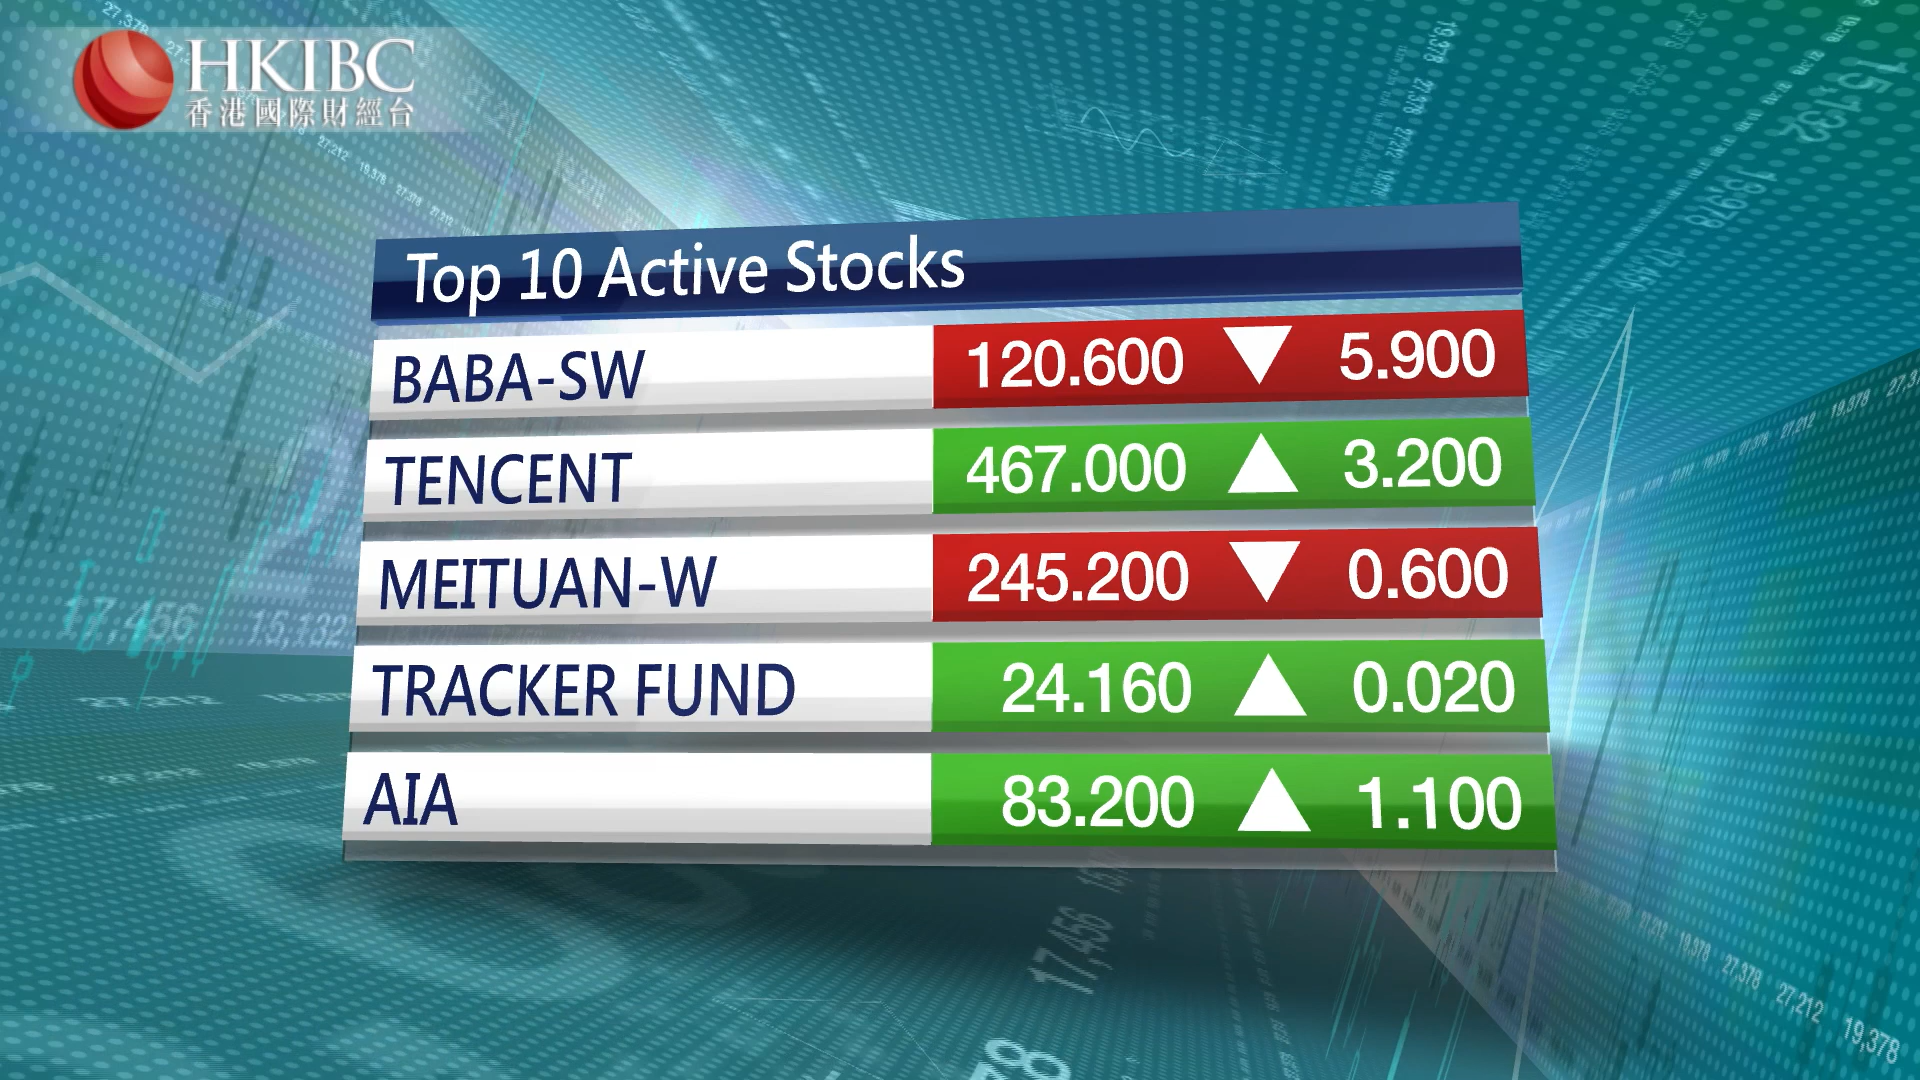 HKIBC
香港國際財經台
Top 10 Active Stocks
BABA-SW 120.600 ▼ 5.900
TENCENT 467.000 ▲ 3.200
MEITUAN-W 245.200 ▼ 0.600
TRACKER FUND 24.160 ▲ 0.020
AIA 83.200 ▲ 1.100